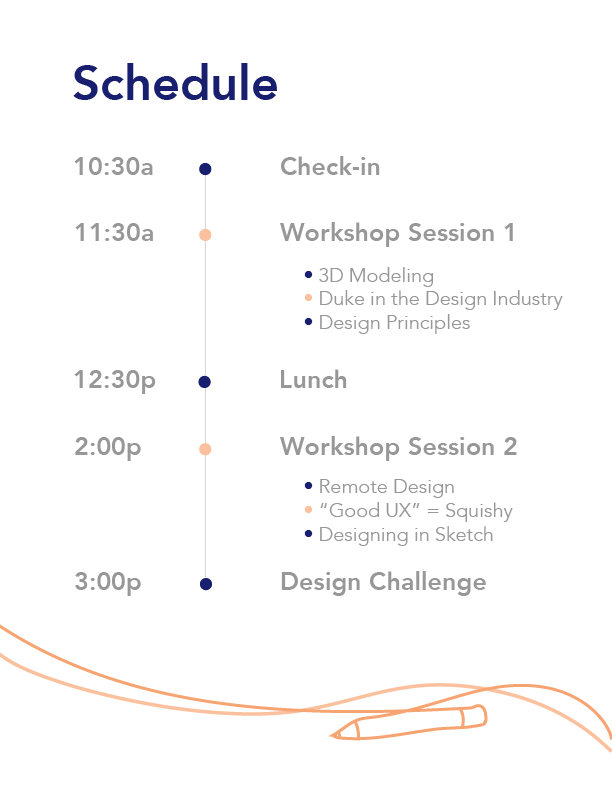 Schedule
10:30a Check-in
11:30a Workshop Session 1
3D Modeling
Duke in the Design Industry
Design Principles
12:30p Lunch
2:00p Workshop Session 2
Remote Design
“Good UX” = Squishy
Designing in Sketch
3:00p Design Challenge